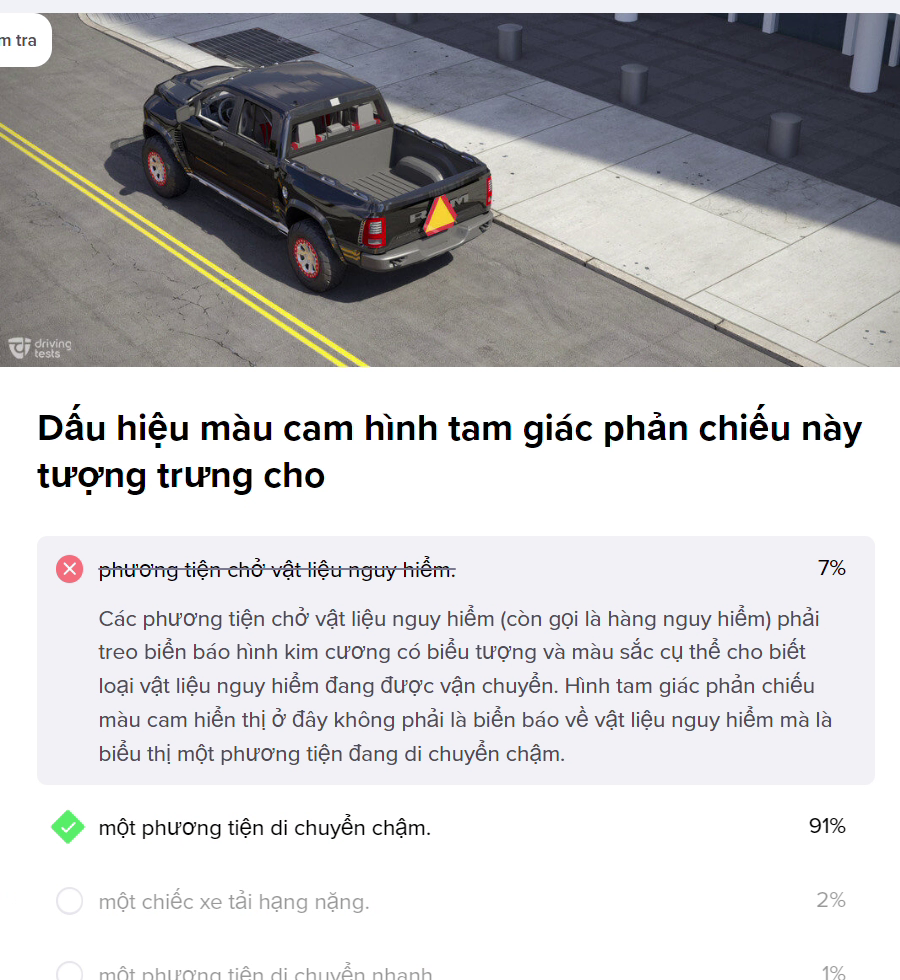 m tra
RAM
driving
tests
Dấu hiệu màu cam hình tam giác phản chiếu này
tượng trưng cho
phương tiện chở vật liệu nguy hiểm.
7%
Các phương tiện chở vật liệu nguy hiểm (còn gọi là hàng nguy hiểm) phải
treo biển báo hình kim cương có biểu tượng và màu sắc cụ thể cho biết
loại vật liệu nguy hiểm đang được vận chuyển. Hình tam giác phản chiếu
màu cam hiển thị ở đây không phải là biển báo về vật liệu nguy hiểm mà là
biểu thị một phương tiện đang di chuyển chậm.
một phương tiện di chuyển chậm.
91%
một chiếc xe tải hạng nặng.
2%
một phương tiện di chuyển nhanh
1%